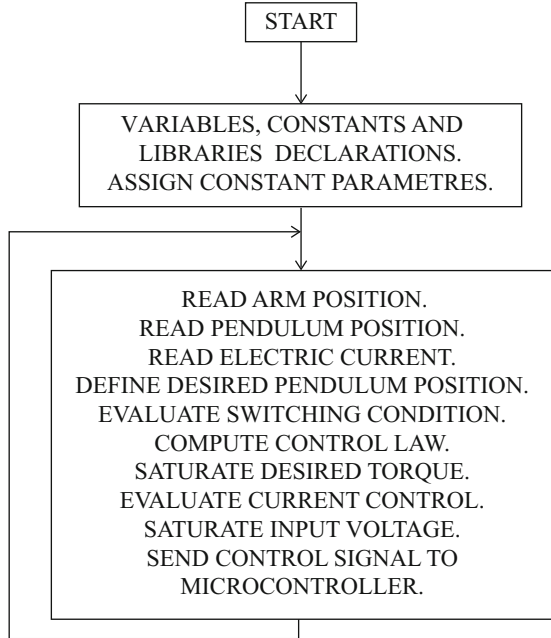 START
VARIABLES, CONSTANTS AND
LIBRARIES DECLARATIONS.
ASSIGN CONSTANT PARAMETRES.
READ ARM POSITION.
READ PENDULUM POSITION.
READ ELECTRIC CURRENT.
DEFINE DESIRED PENDULUM POSITION.
EVALUATE SWITCHING CONDITION.
COMPUTE CONTROL LAW.
SATURATE DESIRED TORQUE.
EVALUATE CURRENT CONTROL.
SATURATE INPUT VOLTAGE.
SEND CONTROL SIGNAL TO
MICROCONTROLLER.